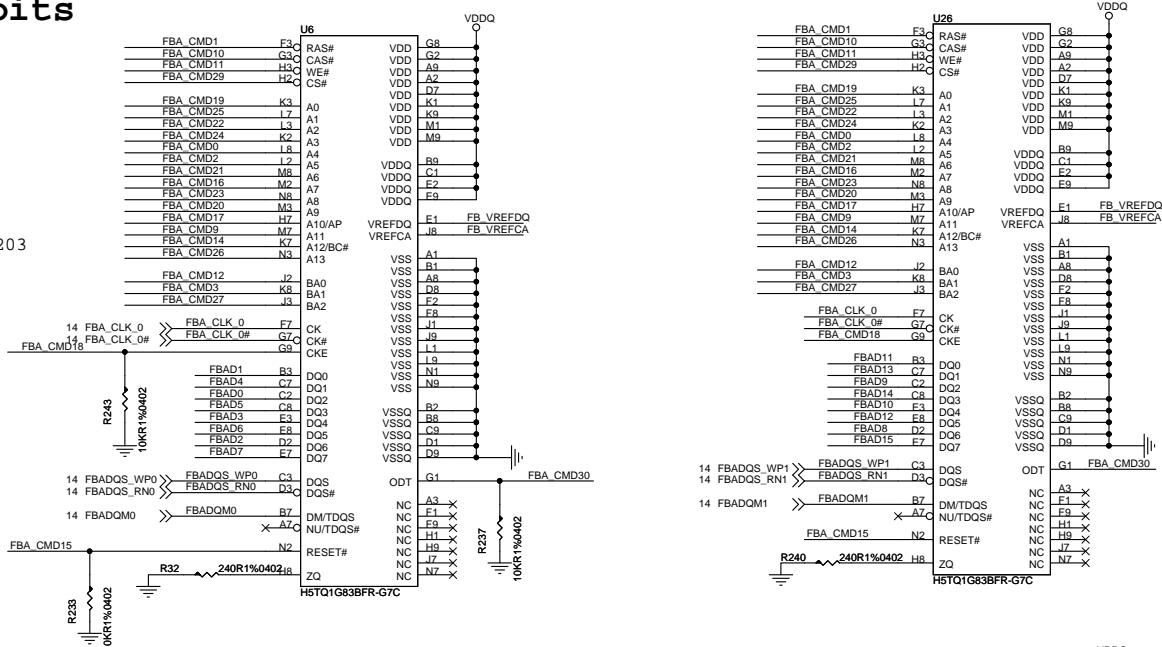 bits
203
U6
VDDQ
FBA_CMD1 F3 RAS# VDD G8
FBA_CMD10 G3 CAS# VDD G2
FBA_CMD11 H3 WE# VDD A9
FBA_CMD29 H2 CS# VDD A2
VDD D7
FBA_CMD19 K3 A0 VDD K1
FBA_CMD25 L7 A1 VDD K9
FBA_CMD22 L3 A2 VDD M1
FBA_CMD24 K2 A3 VDD M9
FBA_CMD0 L8 A4
FBA_CMD2 L2 A5 VDDQ B9
FBA_CMD21 M8 A6 VDDQ C1
FBA_CMD16 M2 A7 VDDQ E2
FBA_CMD23 N8 A8 VDDQ E9
FBA_CMD20 M3 A9
FBA_CMD17 H7 A10/AP VREFDQ E1 FB_VREFDQ
FBA_CMD9 M7 A11 VREFCA J8 FB_VREFCA
FBA_CMD14 K7 A12/BC#
FBA_CMD26 N3 A13 VSS A1
VSS B1
FBA_CMD12 J2 BA0 VSS A8
FBA_CMD3 K8 BA1 VSS D8
FBA_CMD27 J3 BA2 VSS F2
VSS F8
14 FBA_CLK_0 FBA_CLK_0 F7 CK VSS J1
14 FBA_CLK_0# FBA_CLK_0# G7 CK# VSS J9
FBA_CMD18 G9 CKE VSS L1
VSS L9
FBAD1 B3 DQ0 VSS N1
FBAD4 C7 DQ1 VSS N9
FBAD0 C2 DQ2
FBAD5 C8 DQ3 VSSQ B2
FBAD3 E3 DQ4 VSSQ B8
FBAD6 E8 DQ5 VSSQ C9
FBAD2 D2 DQ6 VSSQ D1
FBAD7 E7 DQ7 VSSQ D9
R243
10KR1%0402
14 FBADQS_WP0 FBADQS_WP0 C3 DQS ODT G1 FBA_CMD30
14 FBADQS_RN0 FBADQS_RN0 D3 DQS#
NC A3
14 FBADQM0 FBADQM0 B7 DM/TDQS NC F1
A7 NU/TDQS# NC F9
NC H1
FBA_CMD15 N2 RESET# NC H9
NC J7
R32 240R1%0402 H8 ZQ NC N7
H5TQ1G83BFR-G7C
R237
10KR1%0402
R233
0KR1%0402
U26
VDDQ
FBA_CMD1 F3 RAS# VDD G8
FBA_CMD10 G3 CAS# VDD G2
FBA_CMD11 H3 WE# VDD A9
FBA_CMD29 H2 CS# VDD A2
VDD D7
FBA_CMD19 K3 A0 VDD K1
FBA_CMD25 L7 A1 VDD K9
FBA_CMD22 L3 A2 VDD M1
FBA_CMD24 K2 A3 VDD M9
FBA_CMD0 L8 A4
FBA_CMD2 L2 A5 VDDQ B9
FBA_CMD21 M8 A6 VDDQ C1
FBA_CMD16 M2 A7 VDDQ E2
FBA_CMD23 N8 A8 VDDQ E9
FBA_CMD20 M3 A9
FBA_CMD17 H7 A10/AP VREFDQ E1 FB_VREFDQ
FBA_CMD9 M7 A11 VREFCA J8 FB_VREFCA
FBA_CMD14 K7 A12/BC#
FBA_CMD26 N3 A13 VSS A1
VSS B1
FBA_CMD12 J2 BA0 VSS A8
FBA_CMD3 K8 BA1 VSS D8
FBA_CMD27 J3 BA2 VSS F2
VSS F8
FBA_CLK_0 F7 CK VSS J1
FBA_CLK_0# G7 CK# VSS J9
FBA_CMD18 G9 CKE VSS L1
VSS L9
FBAD11 B3 DQ0 VSS N1
FBAD13 C7 DQ1 VSS N9
FBAD9 C2 DQ2
FBAD14 C8 DQ3 VSSQ B2
FBAD10 E3 DQ4 VSSQ B8
FBAD12 E8 DQ5 VSSQ C9
FBAD8 D2 DQ6 VSSQ D1
FBAD15 E7 DQ7 VSSQ D9
14 FBADQS_WP1 FBADQS_WP1 C3 DQS ODT G1 FBA_CMD30
14 FBADQS_RN1 FBADQS_RN1 D3 DQS#
NC A3
14 FBADQM1 FBADQM1 B7 DM/TDQS NC F1
A7 NU/TDQS# NC F9
NC H1
FBA_CMD15 N2 RESET# NC H9
NC J7
R240 240R1%0402 H8 ZQ NC N7
H5TQ1G83BFR-G7C